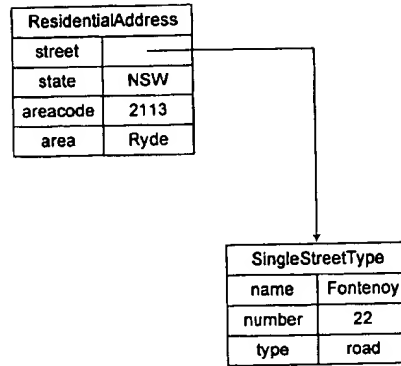 ResidentialAddress
street
state NSW
areacode 2113
area Ryde
SingleStreetType
name Fontenoy
number 22
type road